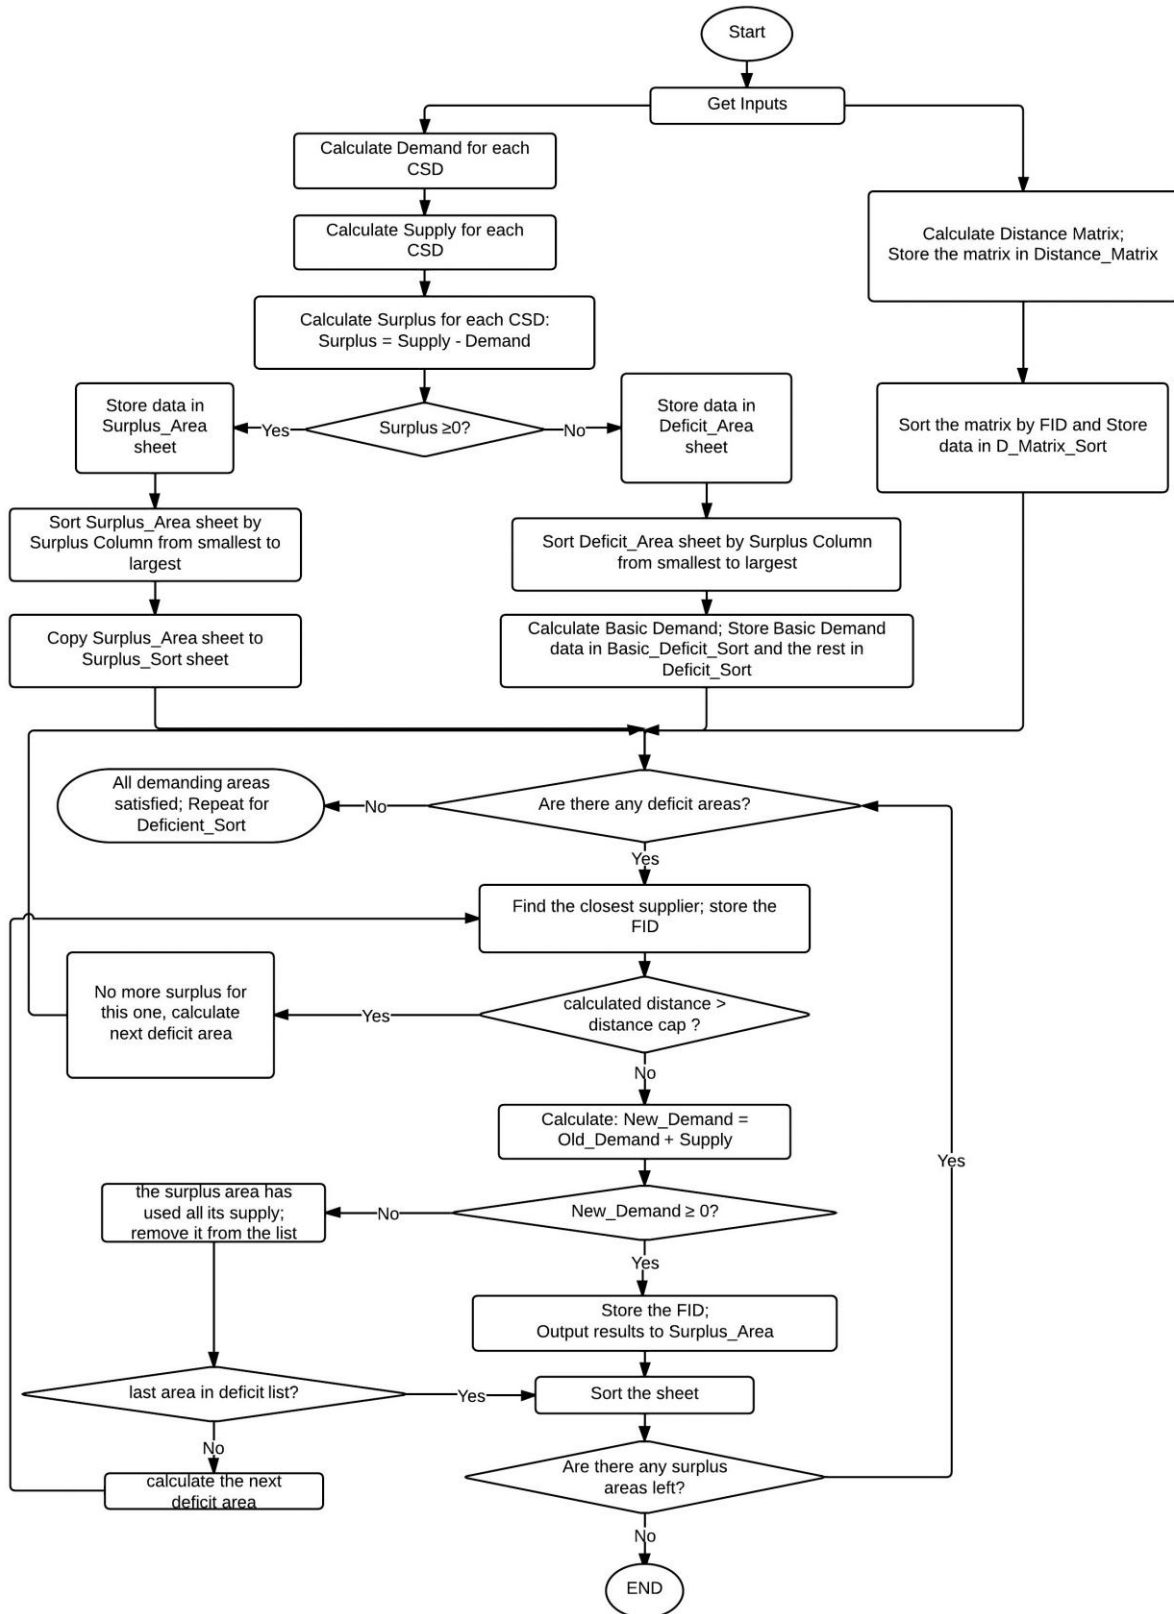 Start
Get Inputs
Calculate Demand for each
CSD
Calculate Supply for each
CSD
Calculate Distance Matrix;
Store the matrix in Distance_Matrix
Calculate Surplus for each CSD:
Surplus = Supply - Demand
Store data in
Surplus_Area
sheet
Yes
Surplus ≥0?
No
Store data in
Deficit_Area
sheet
Sort the matrix by FID and Store
data in D_Matrix_Sort
Sort Surplus_Area sheet by
Surplus Column from smallest to
largest
Sort Deficit_Area sheet by Surplus Column
from smallest to largest
Copy Surplus_Area sheet to
Surplus_Sort sheet
Calculate Basic Demand; Store Basic Demand
data in Basic_Deficit_Sort and the rest in
Deficit_Sort
All demanding areas
satisfied; Repeat for
Deficient_Sort
No
Are there any deficit areas?
Yes
Find the closest supplier; store the
FID
No more surplus for
this one, calculate
next deficit area
Yes
calculated distance >
distance cap ?
No
Calculate: New_Demand =
Old_Demand + Supply
Yes
the surplus area has
used all its supply;
remove it from the list
No
New_Demand ≥ 0?
Yes
Store the FID;
Output results to Surplus_Area
last area in deficit list?
Yes
Sort the sheet
No
calculate the next
deficit area
Are there any surplus
areas left?
No
END